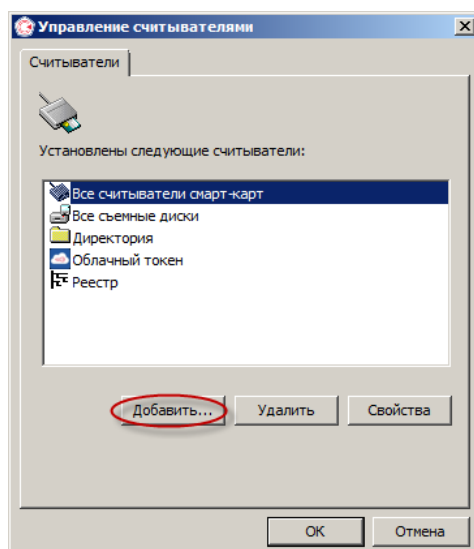 Управление считывателями
Считыватели
Установлены следующие считыватели:
Все считыватели смарт-карт
Все съемные диски
Директория
Облачный токен
Реестр
Добавить... Удалить Свойства
OK Отмена